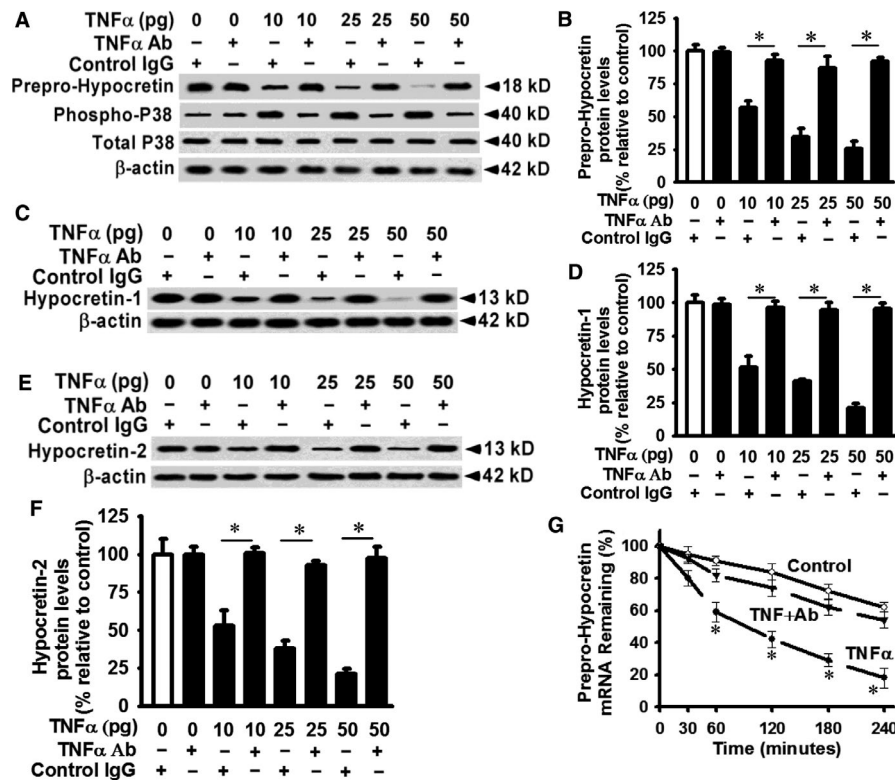 A
TNFα (pg) 0 0 10 10 25 25 50 50
TNFα Ab – + – + – + – +
Control IgG + – + – + – + –
Prepro-Hypocretin 18 kD
Phospho-P38 40 kD
Total P38 40 kD
β-actin 42 kD
B
Prepro-Hypocretin
protein levels
(% relative to control)
125
100
75
50
25
0
* * *
TNFα (pg) 0 0 10 10 25 25 50 50
TNFα Ab – + – + – + – +
Control IgG + – + – + – + –
C
TNFα (pg) 0 0 10 10 25 25 50 50
TNFα Ab – + – + – + – +
Control IgG + – + – + – + –
Hypocretin-1 13 kD
β-actin 42 kD
D
Hypocretin-1
protein levels
(% relative to control)
125
100
75
50
25
0
* * *
TNFα (pg) 0 0 10 10 25 25 50 50
TNFα Ab – + – + – + – +
Control IgG + – + – + – + –
E
TNFα (pg) 0 0 10 10 25 25 50 50
TNFα Ab – + – + – + – +
Control IgG + – + – + – + –
Hypocretin-2 13 kD
β-actin 42 kD
F
Hypocretin-2
protein levels
(% relative to control)
125
100
75
50
25
0
* * *
TNFα (pg) 0 0 10 10 25 25 50 50
TNFα Ab – + – + – + – +
Control IgG + – + – + – + –
G
Prepro-Hypocretin
mRNA Remaining (%)
100
80
60
40
20
0
Control
TNF+Ab
TNFα
* * * *
0 30 60 120 180 240
Time (minutes)